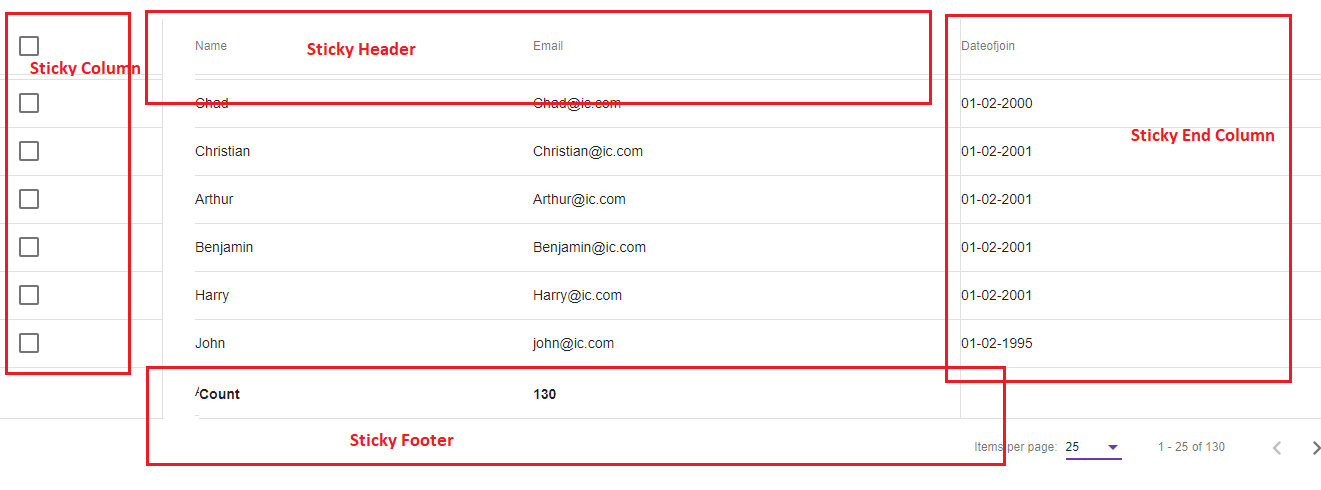 Name Email Dateofjoin
Sticky Header
Sticky Column
Chad Chad@ic.com 01-02-2000
Sticky End Column
Christian Christian@ic.com 01-02-2001
Arthur Arthur@ic.com 01-02-2001
Benjamin Benjamin@ic.com 01-02-2001
Harry Harry@ic.com 01-02-2001
John john@ic.com 01-02-1995
Count 130
Sticky Footer
Items per page: 25 1 - 25 of 130